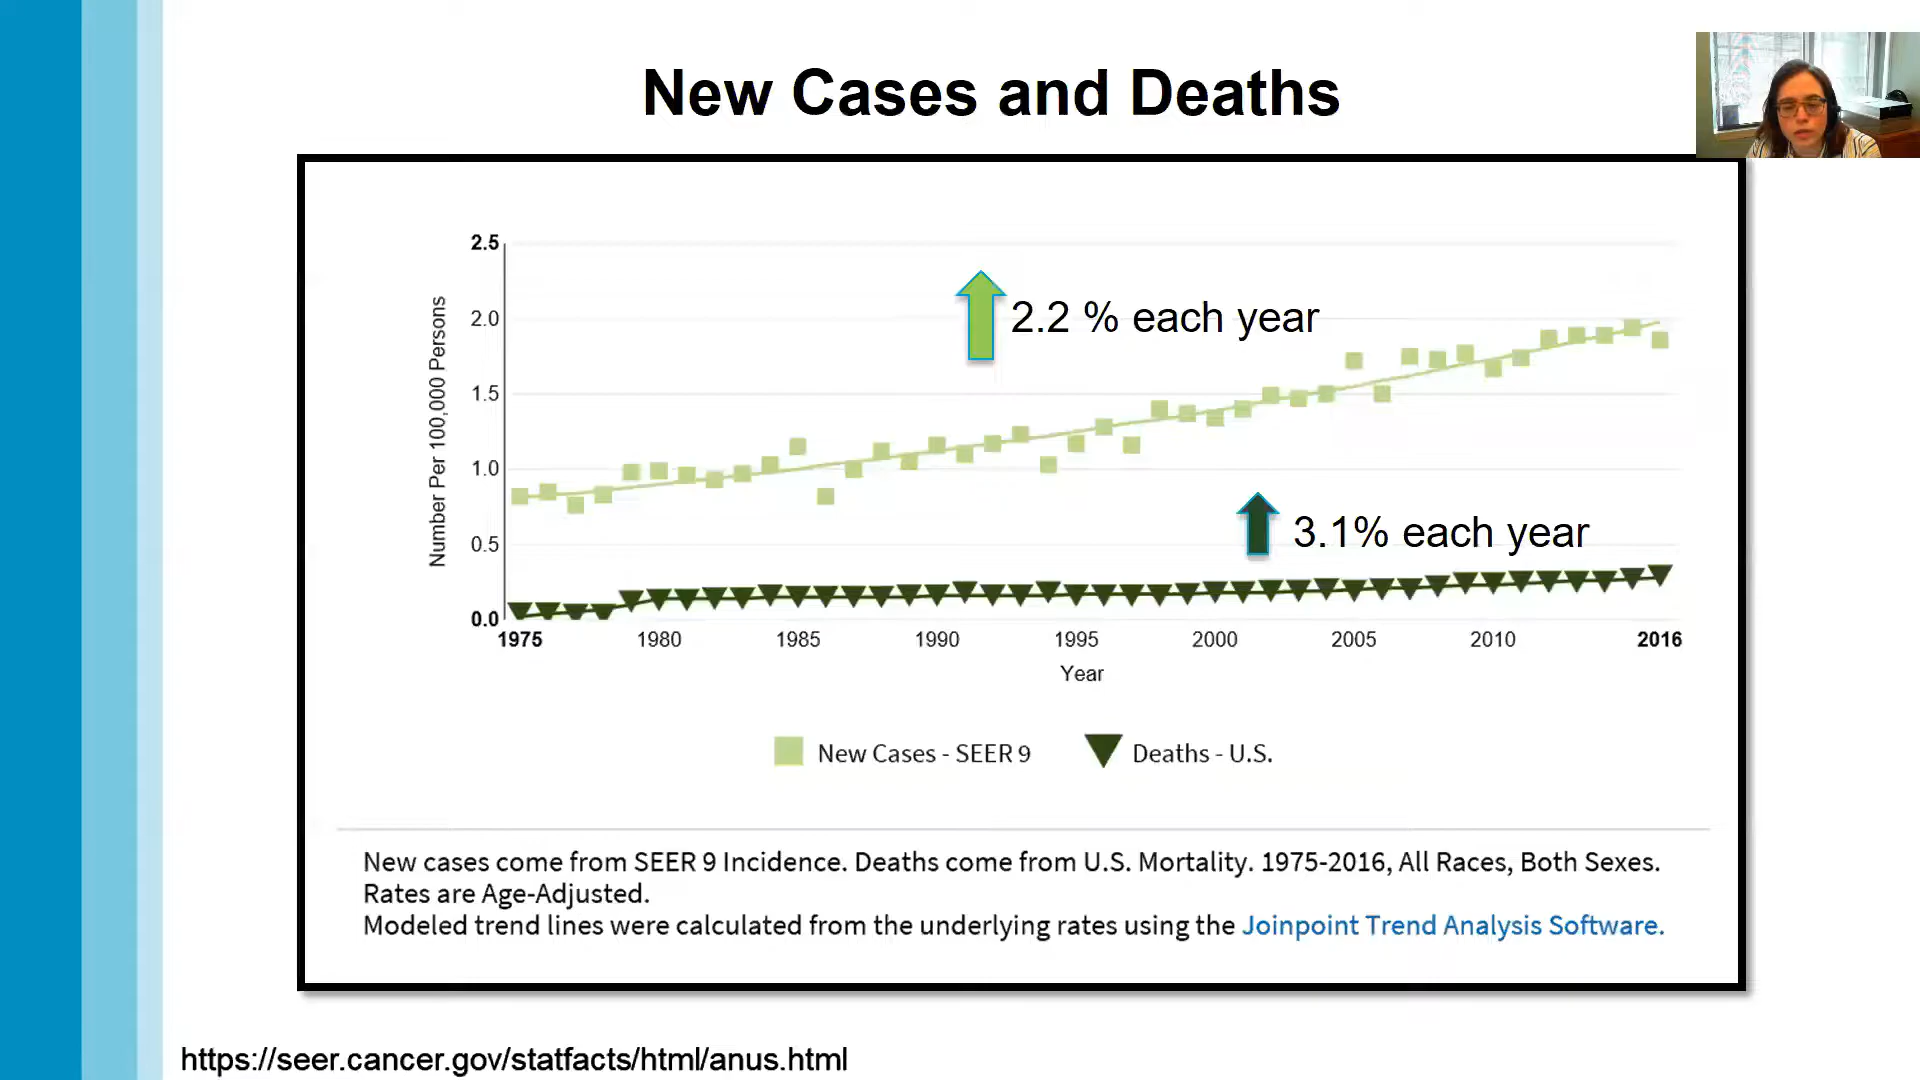 New Cases and Deaths
2.5
2.0
1.5
1.0
0.5
0.0
Number Per 100,000 Persons
2.2 % each year
3.1% each year
1975 1980 1985 1990 1995 2000 2005 2010 2016
Year
New Cases - SEER 9 Deaths - U.S.
New cases come from SEER 9 Incidence. Deaths come from U.S. Mortality. 1975-2016, All Races, Both Sexes.
Rates are Age-Adjusted.
Modeled trend lines were calculated from the underlying rates using the Joinpoint Trend Analysis Software.
https://seer.cancer.gov/statfacts/html/anus.html